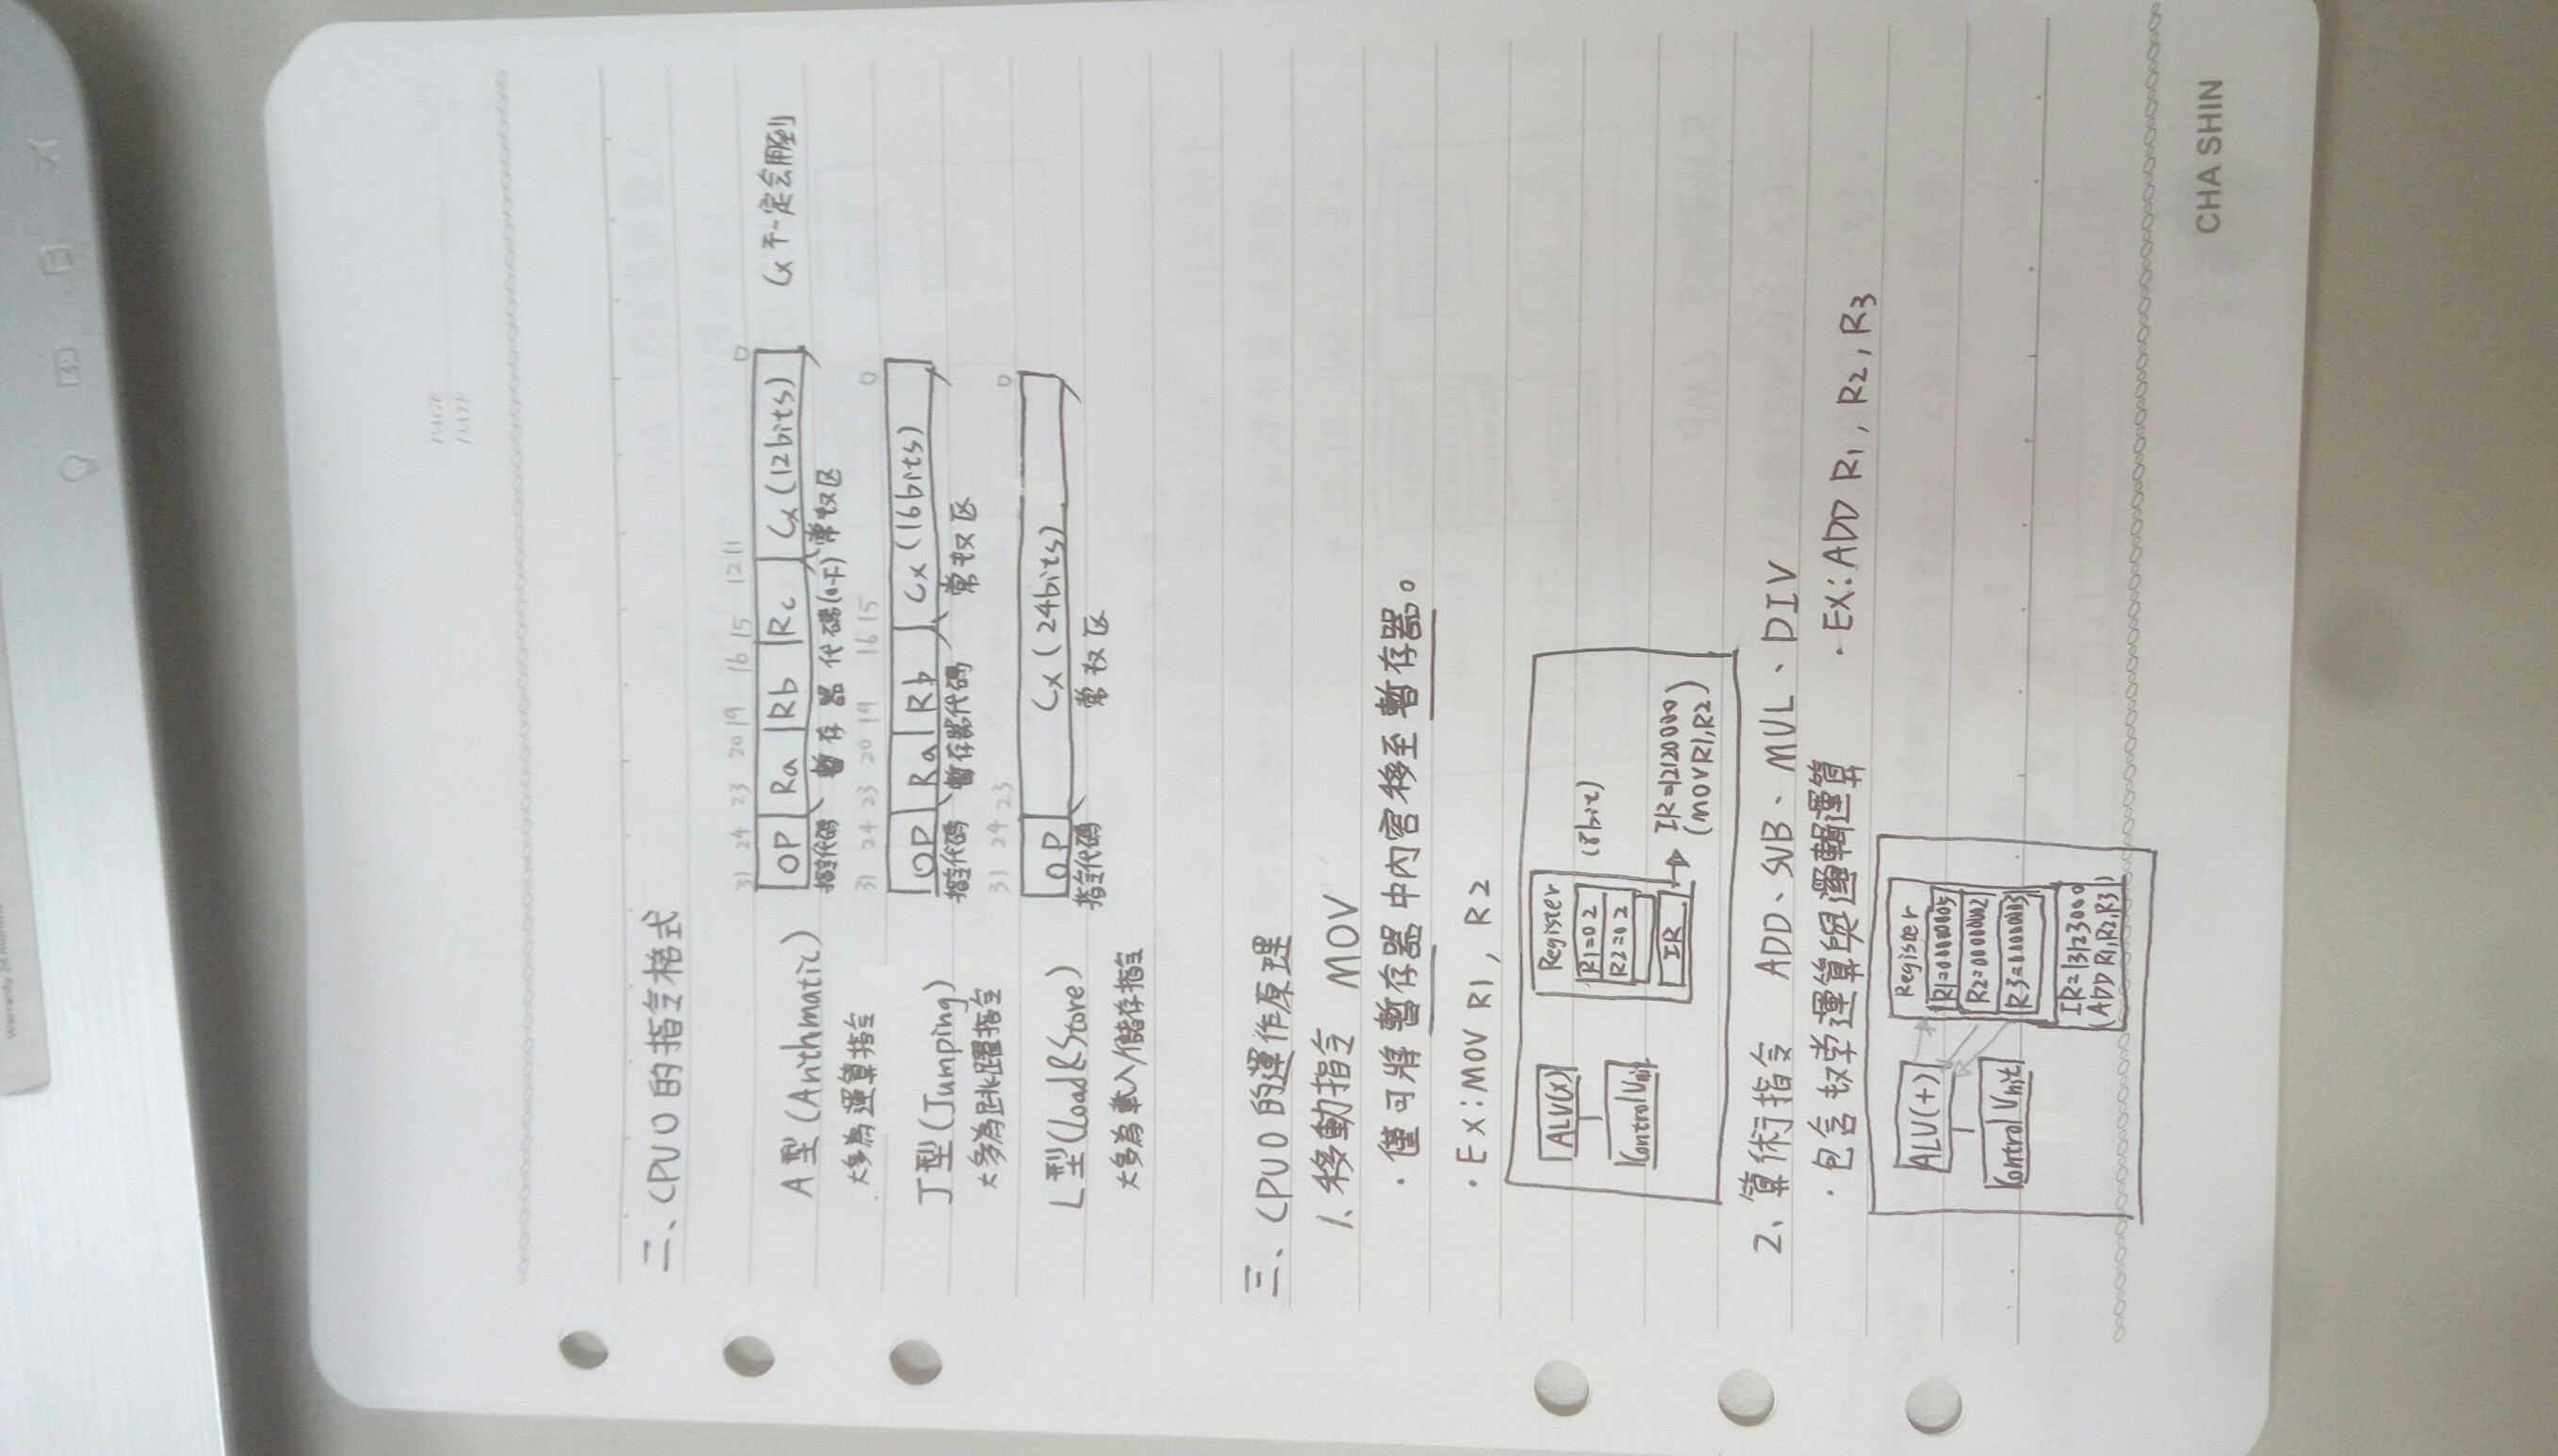 PAGE
DATE
二、CPU0的指令格式
31 24 23 20 19 16 15 12 11 0
A型(Arithmatic) OP Ra Rb Rc Cx(12bits) Cx不一定会用到
大多為運算指令 指令代碼 暫存器代碼(0~F) 常数区
31 24 23 20 19 16 15 0
J型(Jumping) OP Ra Rb Cx(16bits)
大多為跳躍指令 指令代碼 暫存器代碼 常数区
31 24 23 0
L型(Load&Store) OP Cx(24bits)
大多為載入/儲存指令 指令代碼 常数区
三、CPU0的運作原理
1、移動指令 MOV
·僅可將暫存器中內容移至暫存器。
·EX:MOV R1, R2
Register
ALU(X) R1=02 (8bit)
R2=02
Control Unit IR IR=12120000
(MOV R1,R2)
2、算術指令 ADD、SUB、MUL、DIV
·包含数学運算與邏輯運算 ·EX:ADD R1, R2, R3
Register
ALU(+) R1=00000005
R2=00000002
Control Unit R3=00000003
IR=13123000
(ADD R1,R2,R3)
CHA SHIN